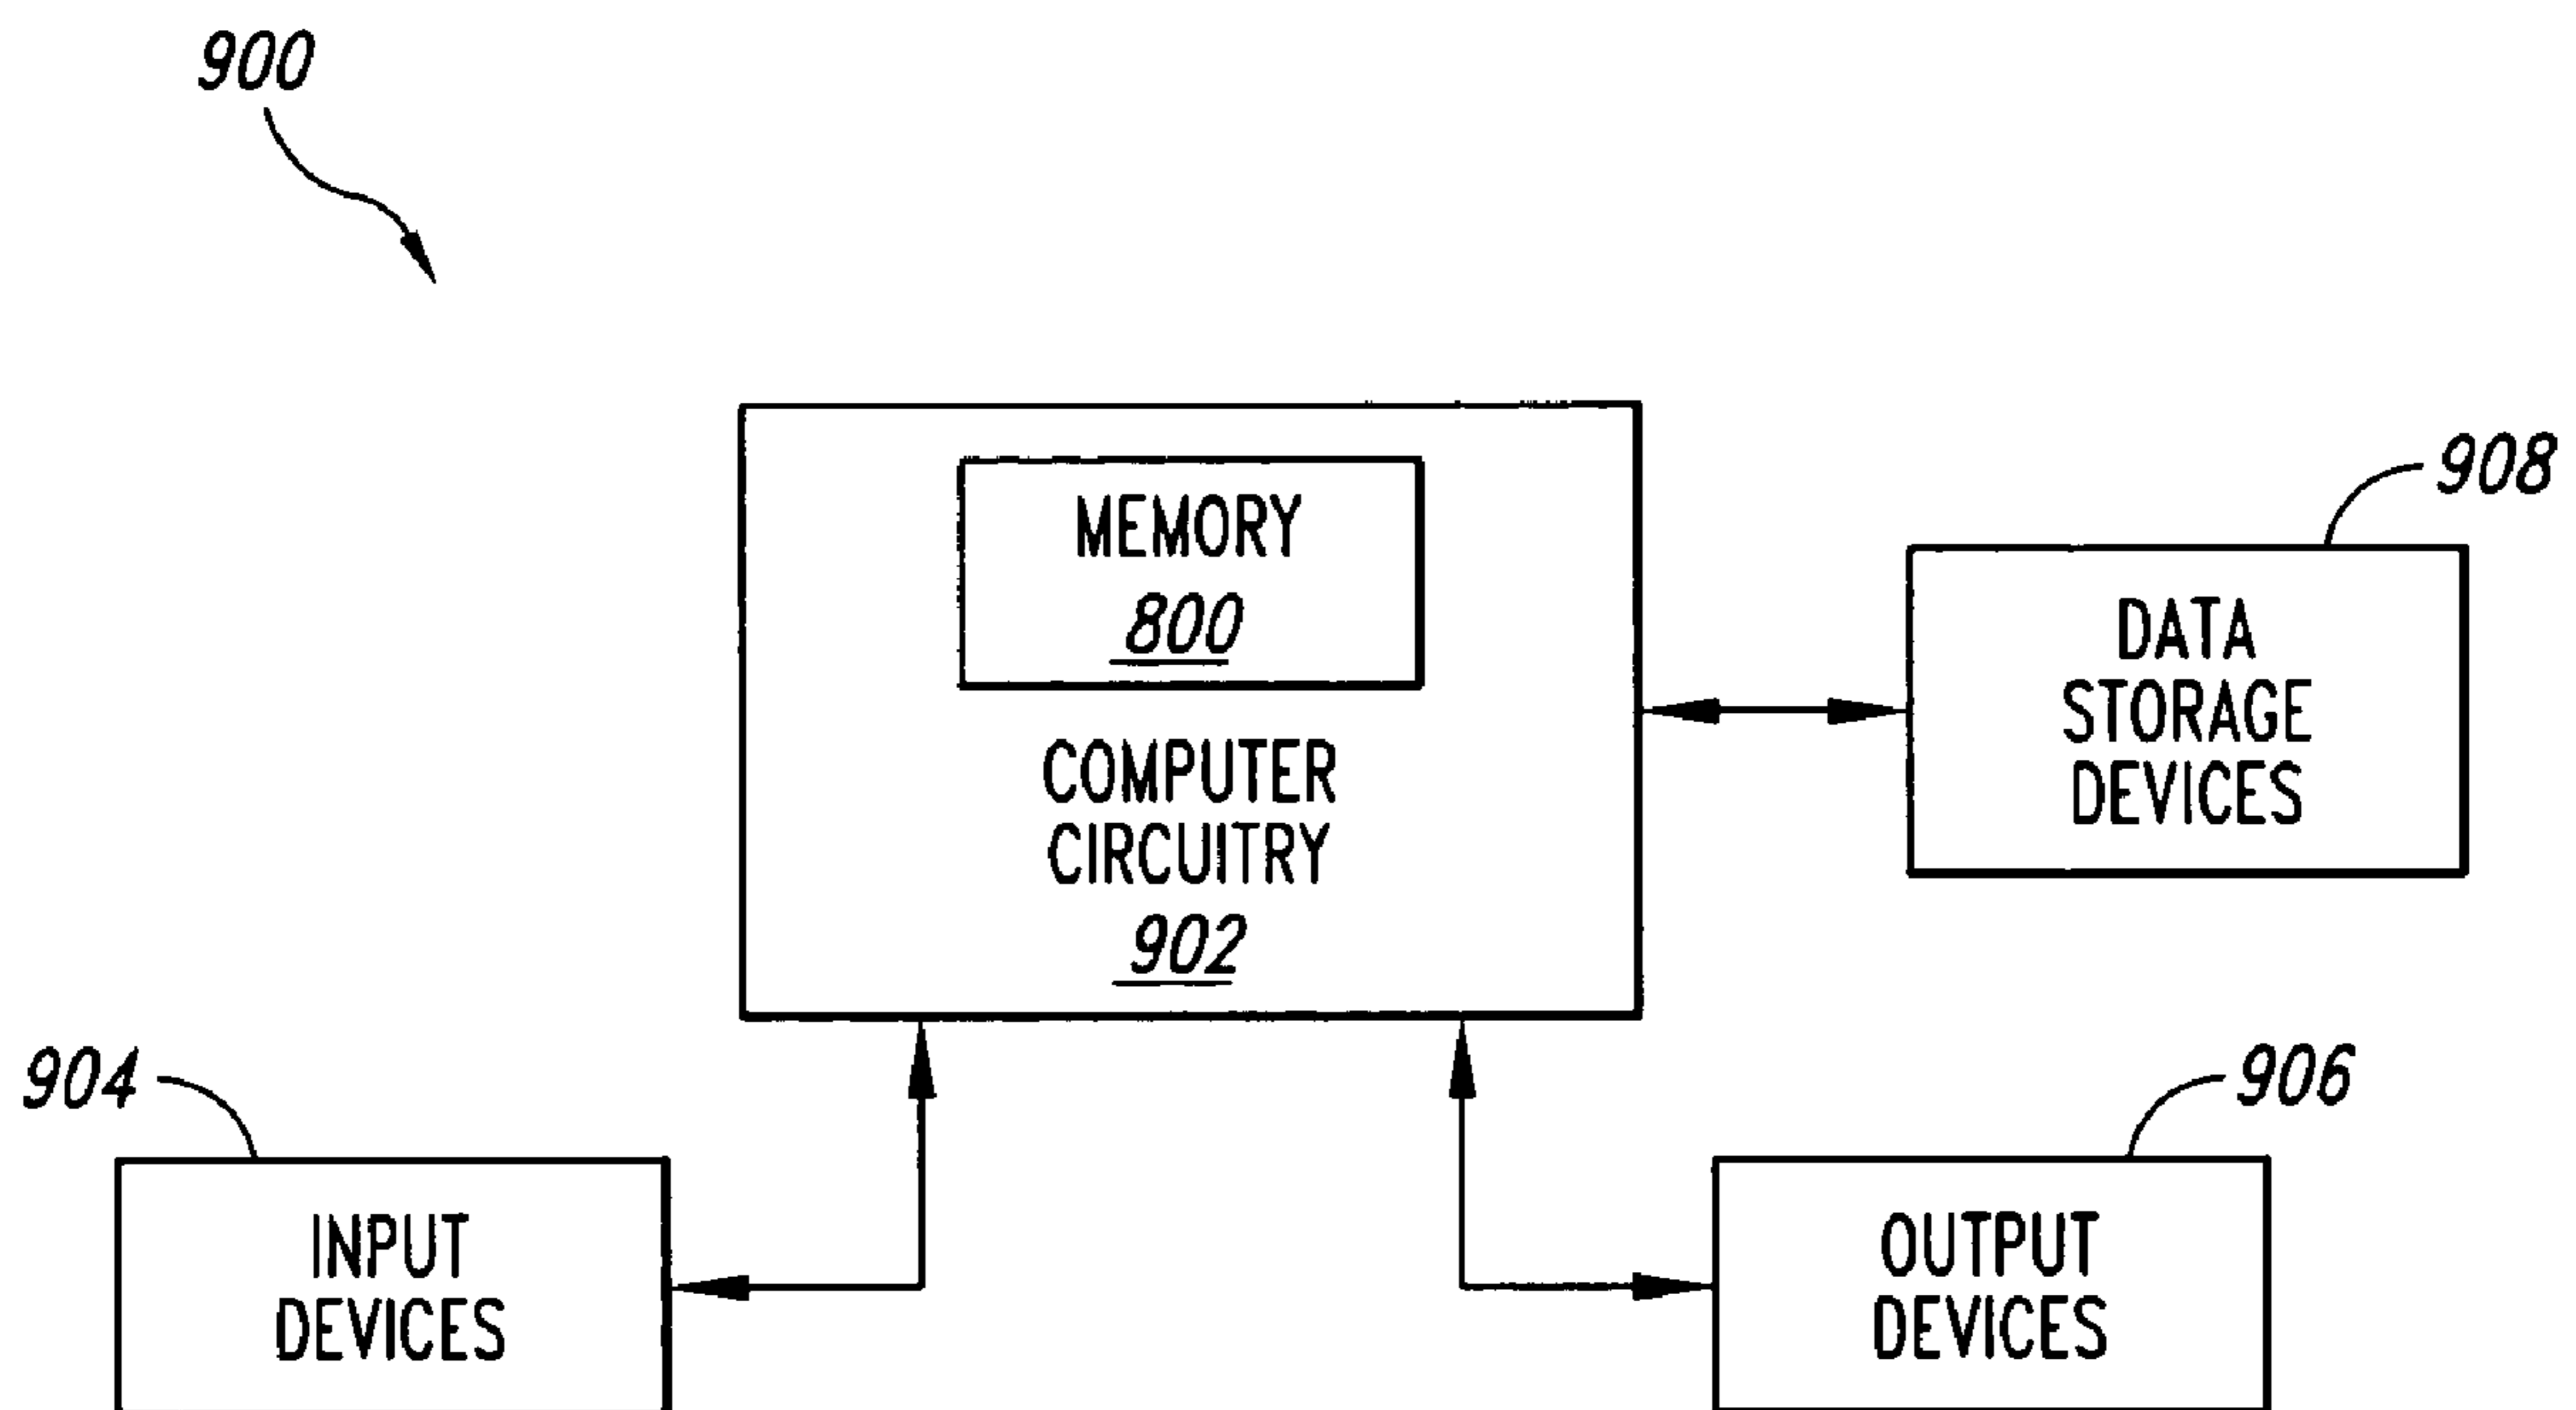 900
MEMORY
800
COMPUTER
CIRCUITRY
902
908
DATA
STORAGE
DEVICES
904
INPUT
DEVICES
906
OUTPUT
DEVICES